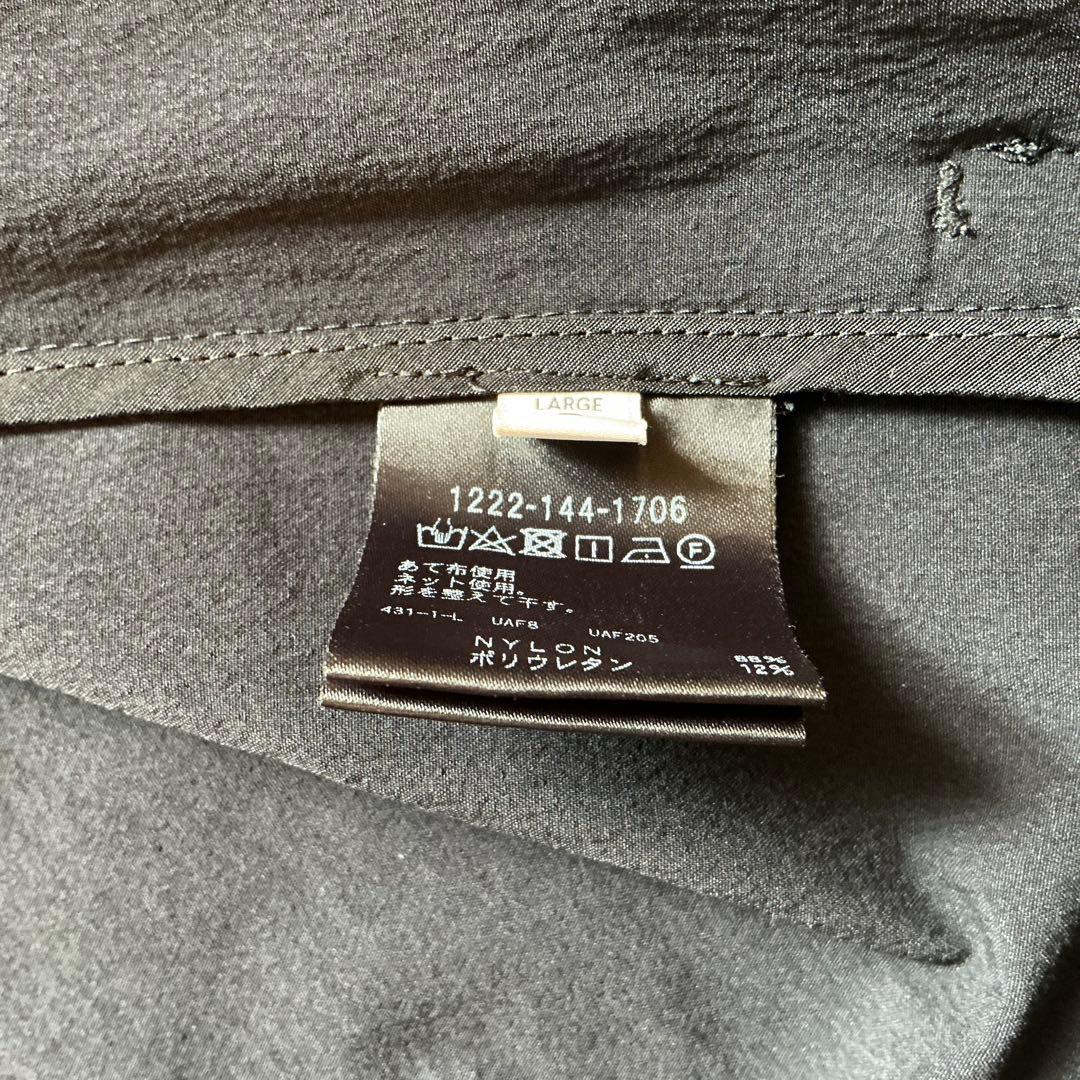 LARGE
1222-144-1706
F
あて布使用
ネット使用。
形を整えて干す。
431-1-L UAF8 UAF205
NYLON 88%
ポリウレタン 12%